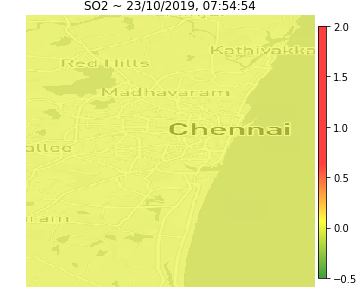 SO2 ~ 23/10/2019, 07:54:54
Kathivakka
Red Hills
Madhavaram
Chennai
allee
ram
2.0
1.5
1.0
0.5
0.0
−0.5